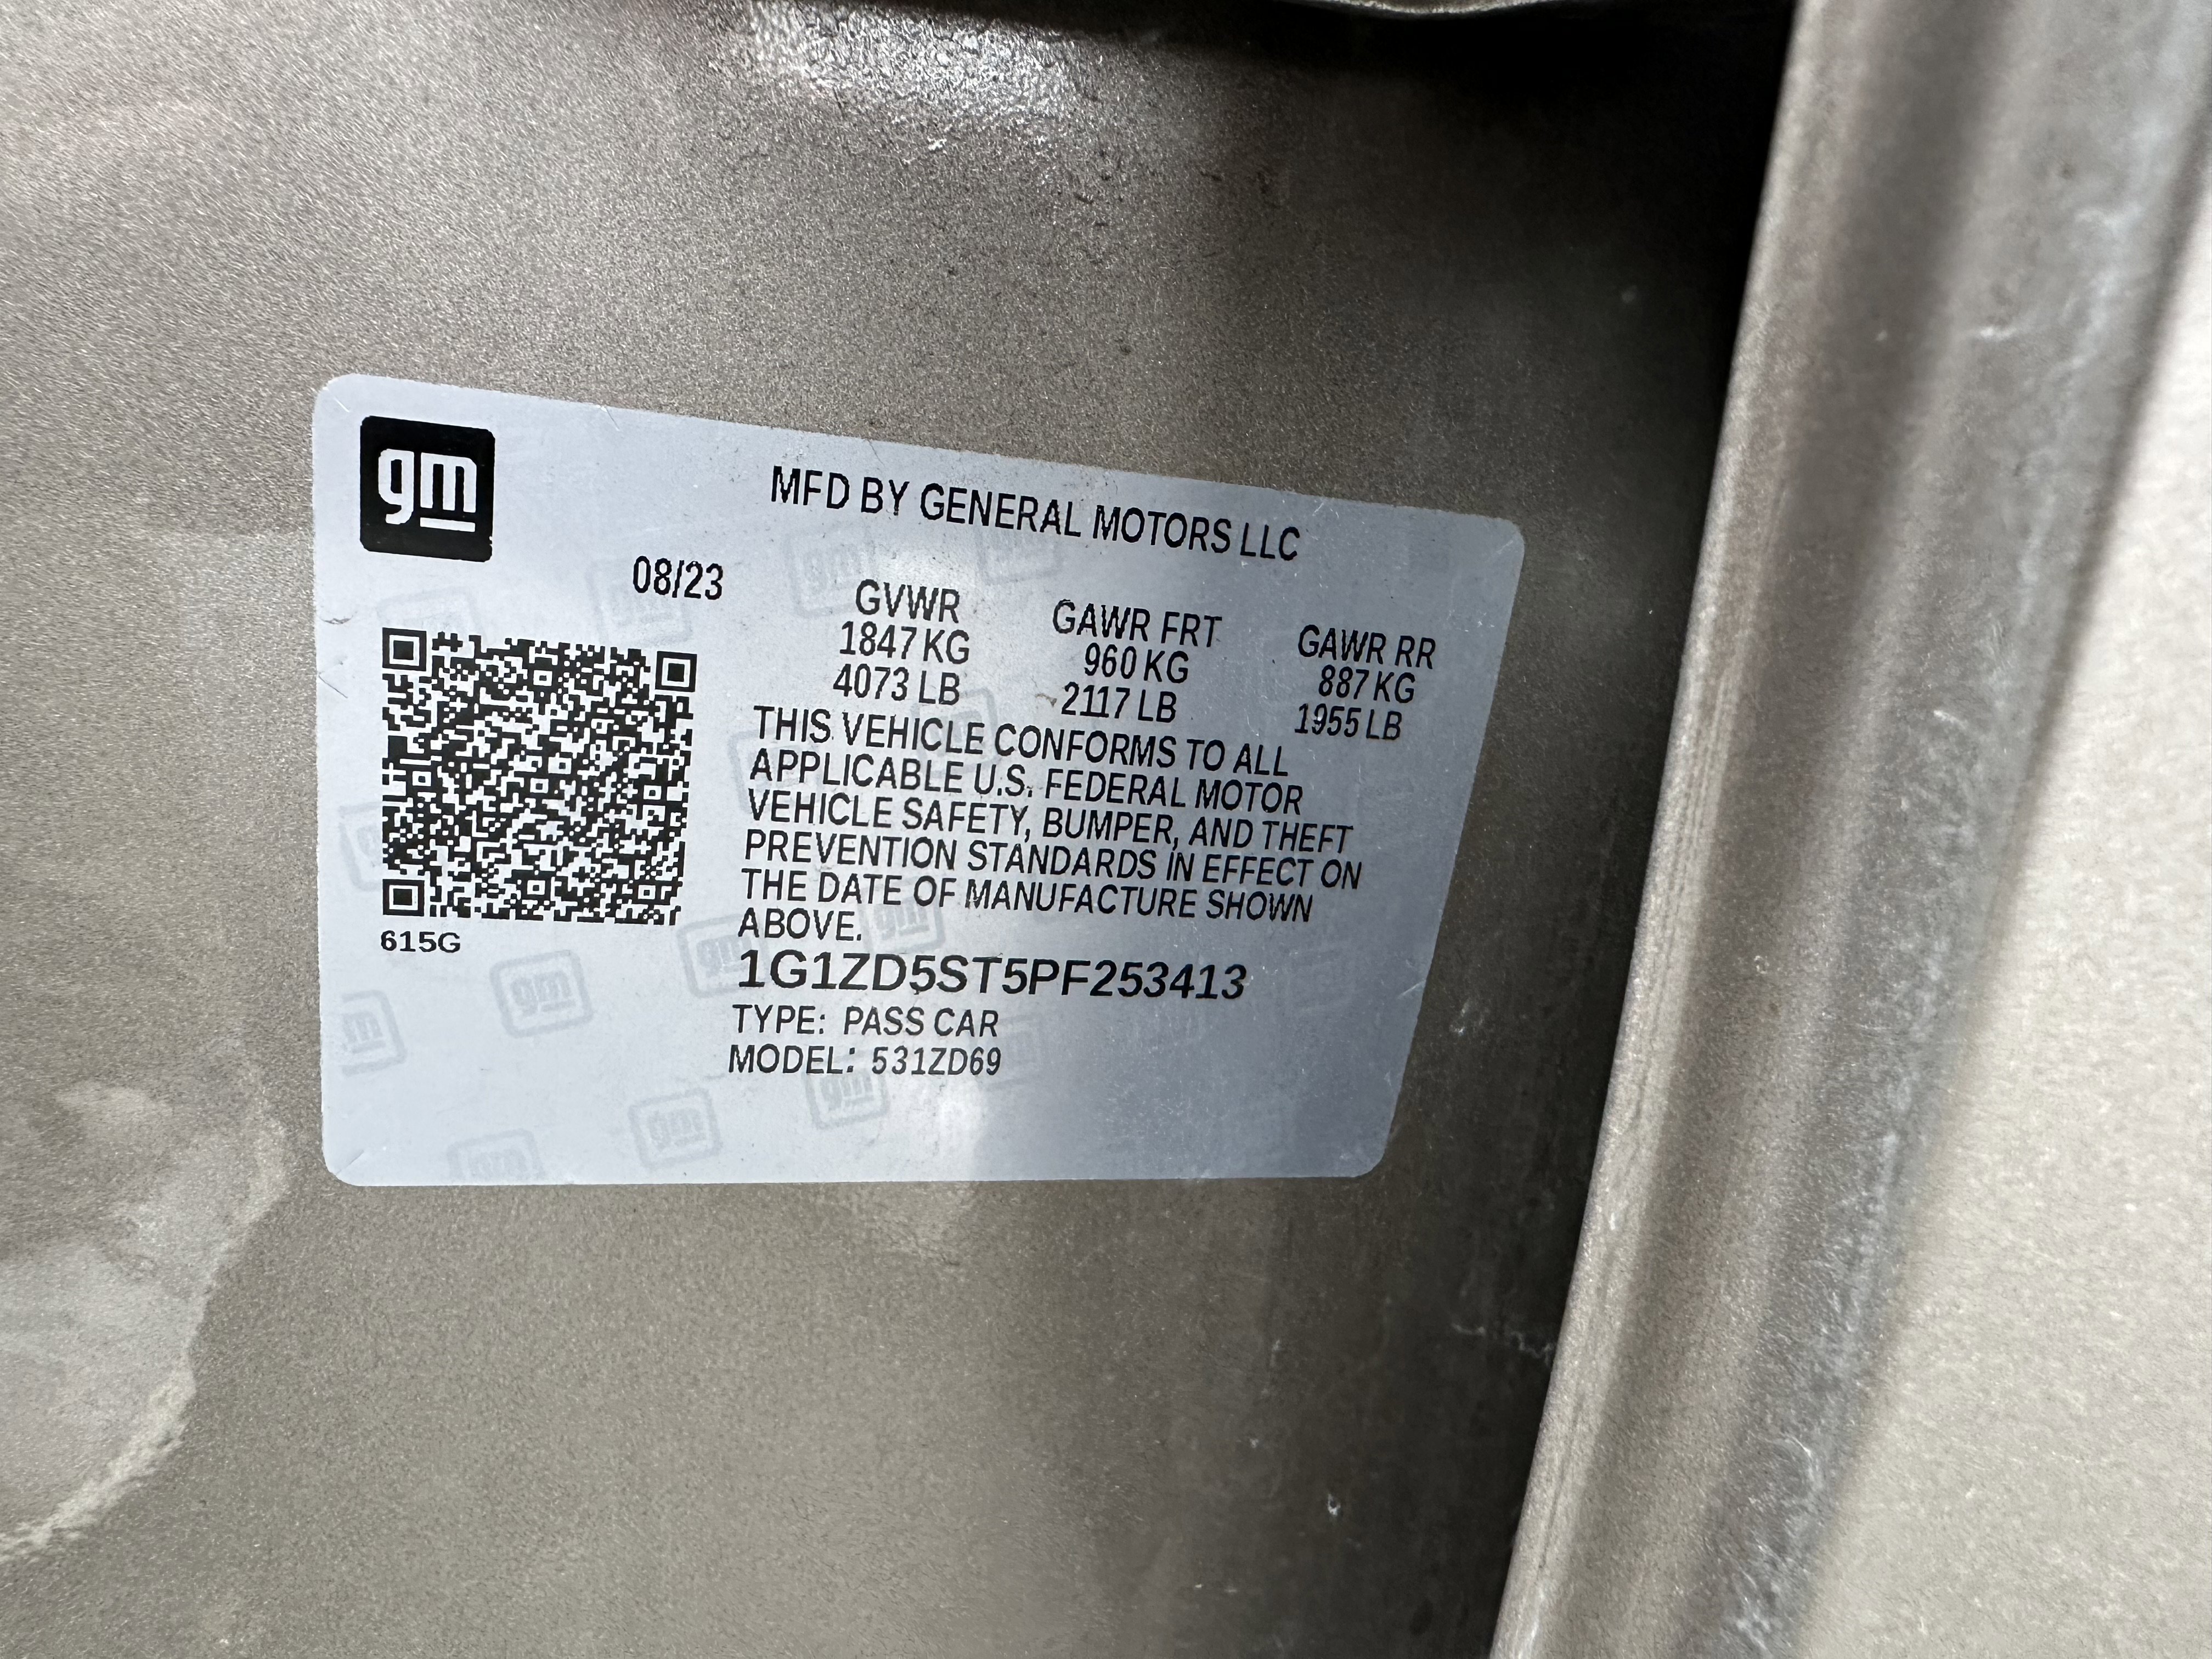 gm
MFD BY GENERAL MOTORS LLC
08/23
GVWR GAWR FRT GAWR RR
1847 KG 960 KG 887 KG
4073 LB 2117 LB 1955 LB
THIS VEHICLE CONFORMS TO ALL
APPLICABLE U.S. FEDERAL MOTOR
VEHICLE SAFETY, BUMPER, AND THEFT
PREVENTION STANDARDS IN EFFECT ON
THE DATE OF MANUFACTURE SHOWN
ABOVE.
615G
1G1ZD5ST5PF253413
TYPE: PASS CAR
MODEL: 531ZD69